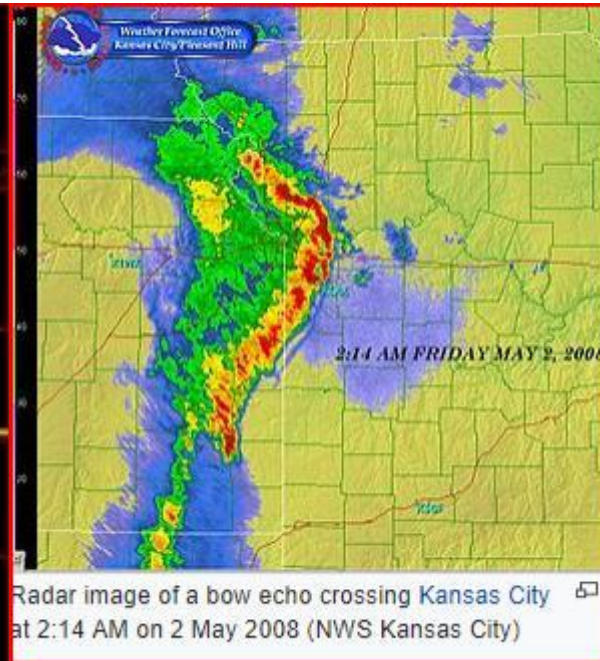 Weather Forecast Office
Kansas City/Pleasant Hill
2:14 AM FRIDAY MAY 2, 2008
Radar image of a bow echo crossing Kansas City
at 2:14 AM on 2 May 2008 (NWS Kansas City)